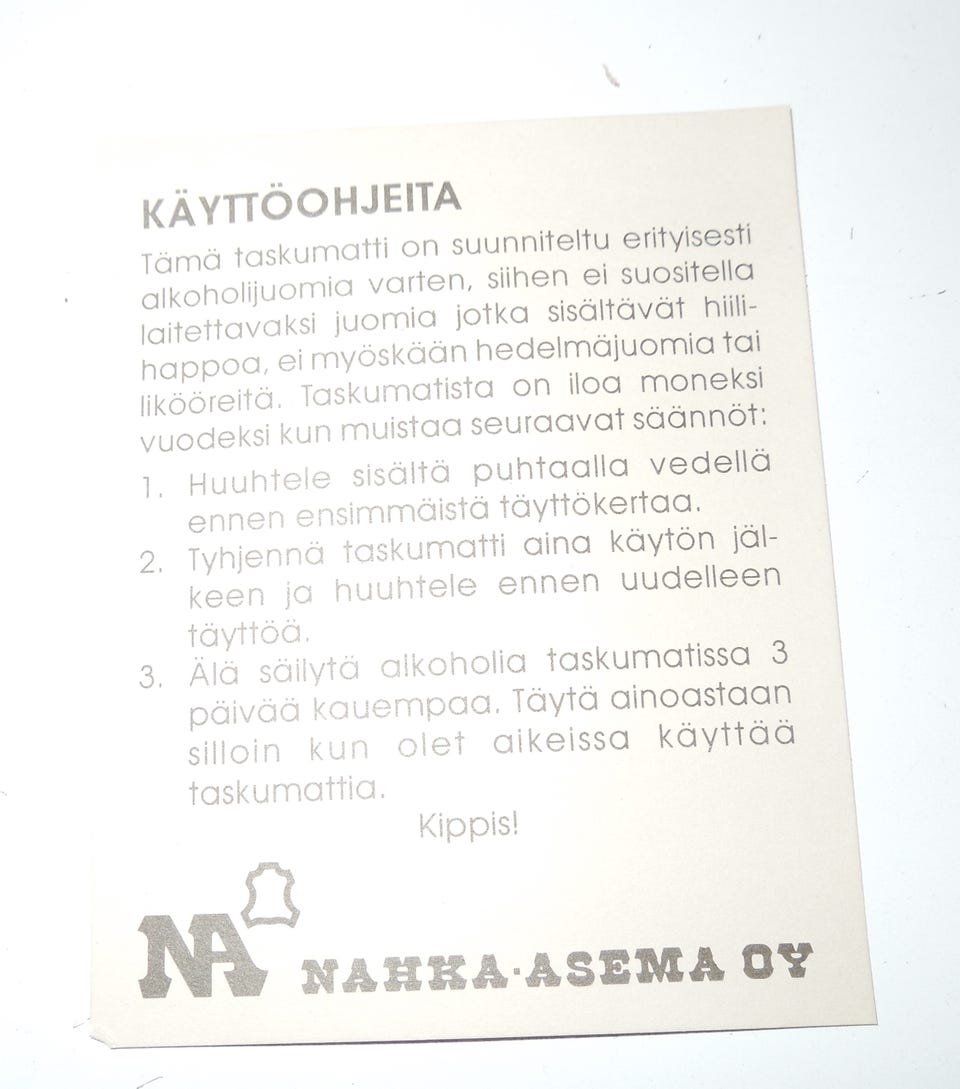 KÄYTTÖOHJEITA
Tämä taskumatti on suunniteltu erityisesti
alkoholijuomia varten, siihen ei suositella
laitettavaksi juomia jotka sisältävät hiili-
happoa, ei myöskään hedelmäjuomia tai
likööreitä. Taskumatista on iloa moneksi
vuodeksi kun muistaa seuraavat säännöt:
1. Huuhtele sisältä puhtaalla vedellä
ennen ensimmäistä täyttökertaa.
2. Tyhjennä taskumatti aina käytön jäl-
keen ja huuhtele ennen uudelleen
täyttöä.
3. Älä säilytä alkoholia taskumatissa 3
päivää kauempaa. Täytä ainoastaan
silloin kun olet aikeissa käyttää
taskumattia.
Kippis!
NA NAHKA-ASEMA OY